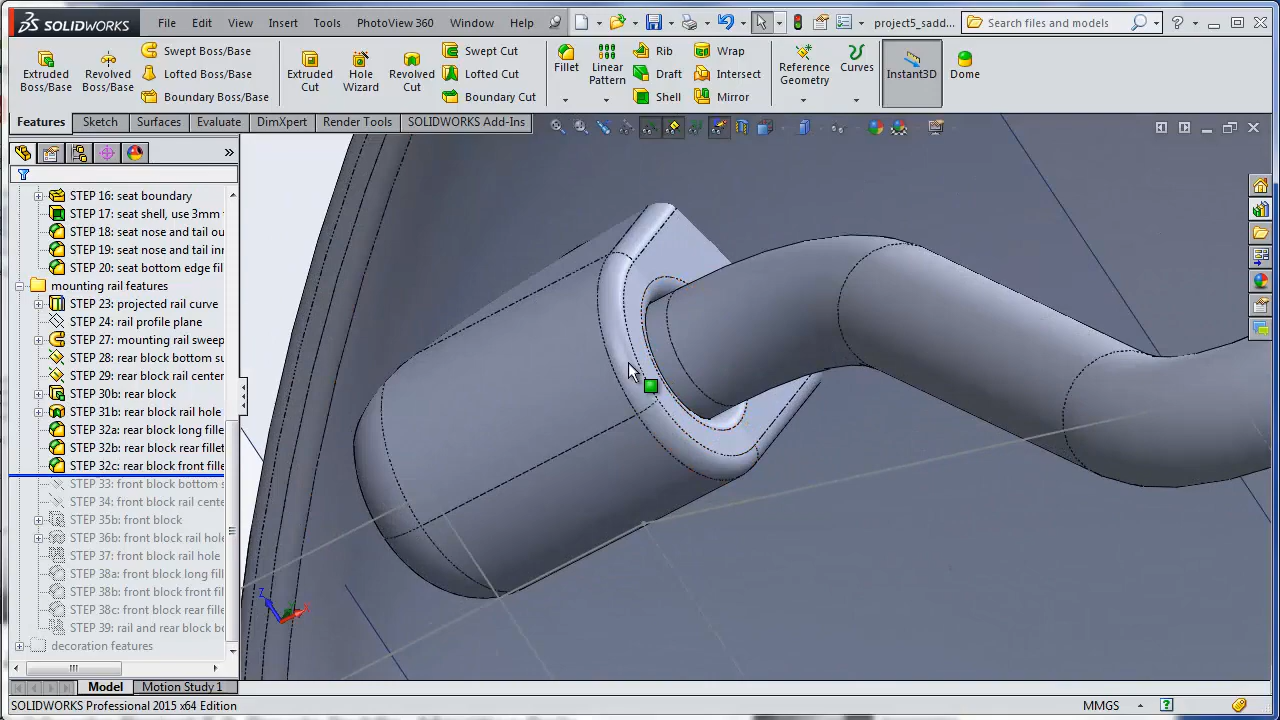 SOLIDWORKS File Edit View Insert Tools PhotoView 360 Window Help project5_sadd... Search files and models
Extruded Boss/Base
Revolved Boss/Base
Swept Boss/Base
Lofted Boss/Base
Boundary Boss/Base
Extruded Cut
Hole Wizard
Revolved Cut
Swept Cut
Lofted Cut
Boundary Cut
Fillet
Linear Pattern
Rib
Draft
Shell
Wrap
Intersect
Mirror
Reference Geometry
Curves
Instant3D
Dome
Features Sketch Surfaces Evaluate DimXpert Render Tools SOLIDWORKS Add-Ins
STEP 16: seat boundary
STEP 17: seat shell, use 3mm
STEP 18: seat nose and tail ou
STEP 19: seat nose and tail inn
STEP 20: seat bottom edge fil
mounting rail features
STEP 23: projected rail curve
STEP 24: rail profile plane
STEP 27: mounting rail sweep
STEP 28: rear block bottom su
STEP 29: rear block rail center
STEP 30b: rear block
STEP 31b: rear block rail hole
STEP 32a: rear block long fille
STEP 32b: rear block rear fillet
STEP 32c: rear block front fille
STEP 33: front block bottom s
STEP 34: front block rail cente
STEP 35b: front block
STEP 36b: front block rail hol
STEP 37: front block rail hole
STEP 38a: front block long fil
STEP 38b: front block front fil
STEP 38c: front block rear fille
STEP 39: rail and rear block bo
decoration features
Z
Model Motion Study 1
SOLIDWORKS Professional 2015 x64 Edition MMGS